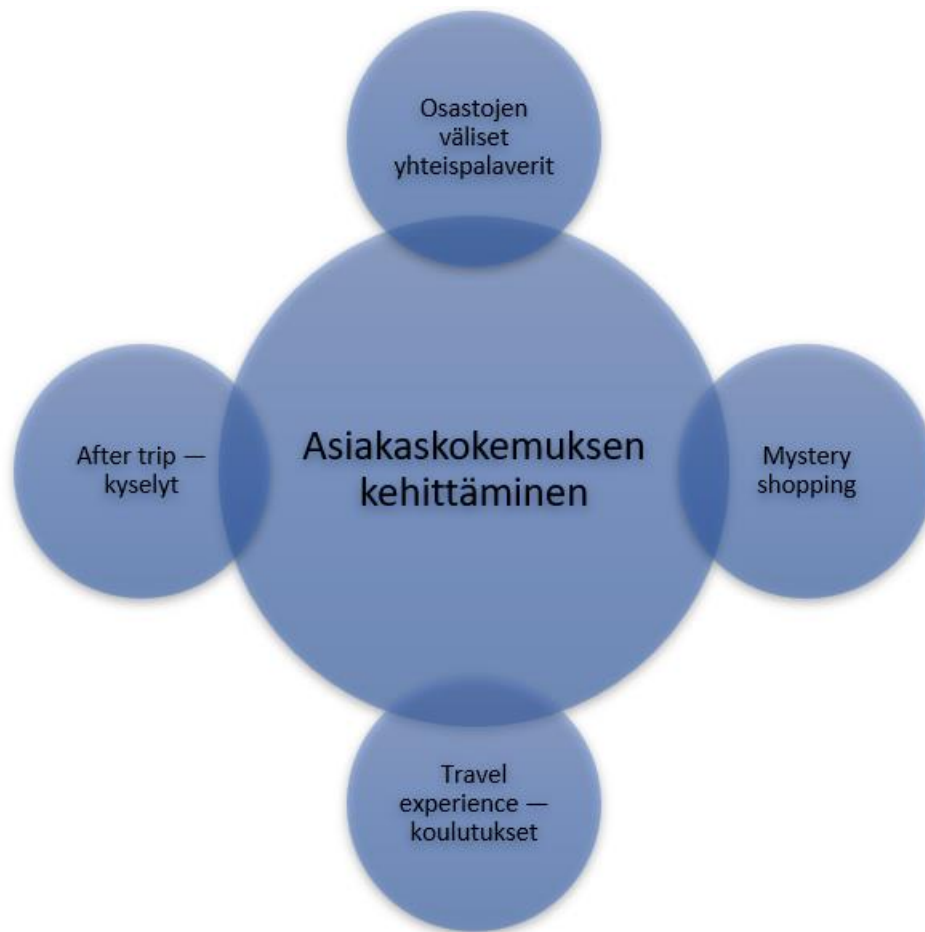 Osastojen
väliset
yhteispalaverit
After trip —
kyselyt
Asiakaskokemuksen
kehittäminen
Mystery
shopping
Travel
experience —
koulutukset